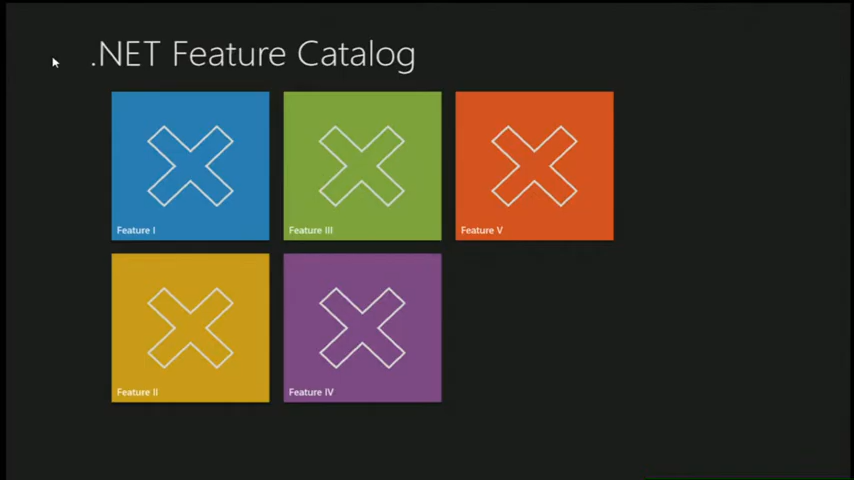 .NET Feature Catalog
Feature I
Feature III
Feature V
Feature II
Feature IV